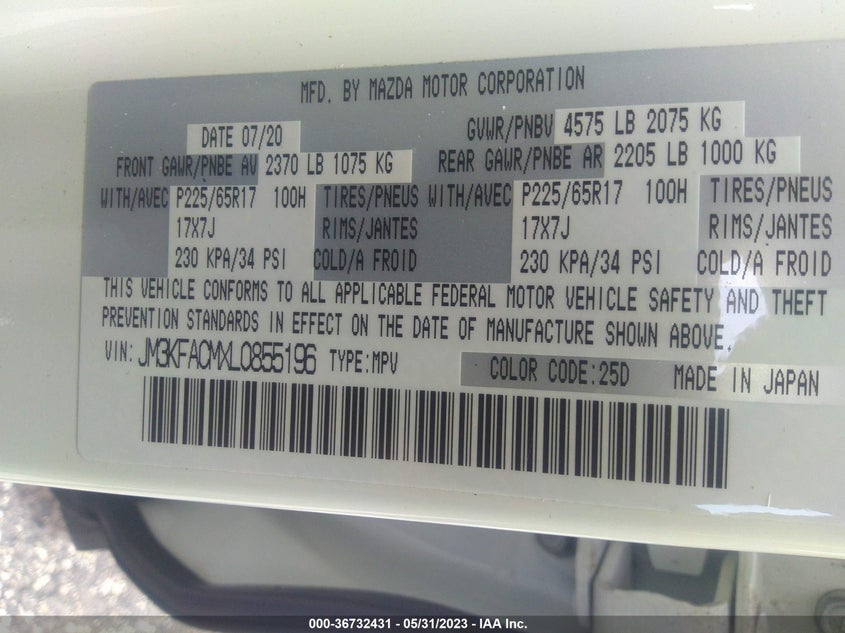 MFD. BY MAZDA MOTOR CORPORATION
DATE 07/20 GVWR/PNBV 4575 LB 2075 KG
FRONT GAWR/PNBE AV 2370 LB 1075 KG REAR GAWR/PNBE AR 2205 LB 1000 KG
WITH/AVEC P225/65R17 100H TIRES/PNEUS WITH/AVEC P225/65R17 100H TIRES/PNEUS
17X7J RIMS/JANTES 17X7J RIMS/JANTES
230 KPA/34 PSI COLD/A FROID 230 KPA/34 PSI COLD/A FROID
THIS VEHICLE CONFORMS TO ALL APPLICABLE FEDERAL MOTOR VEHICLE SAFETY AND THEFT
PREVENTION STANDARDS IN EFFECT ON THE DATE OF MANUFACTURE SHOWN ABOVE.
VIN: JM3KFACMXL0855196 TYPE:MPV COLOR CODE:25D MADE IN JAPAN
000-36732431 - 05/31/2023 - IAA Inc.